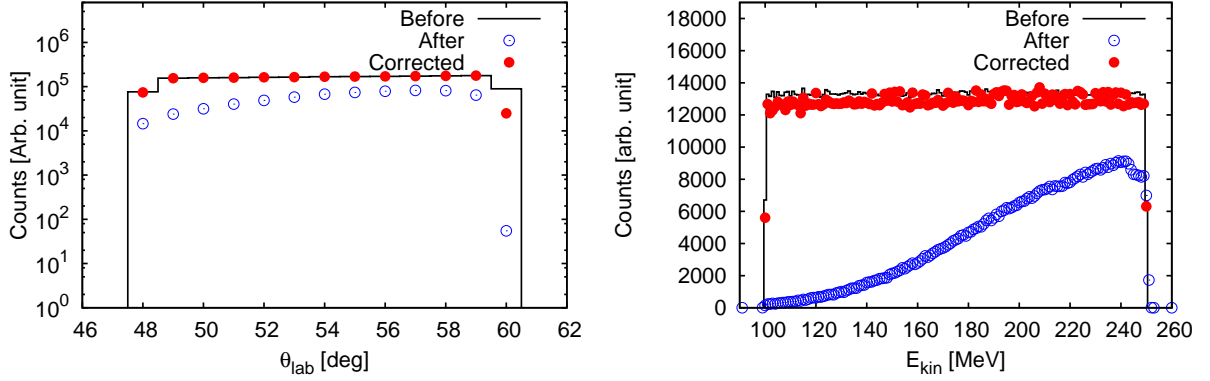 Counts [Arb. unit]
10^6
10^5
10^4
10^3
10^2
10^1
10^0
Before
After
Corrected
46 48 50 52 54 56 58 60 62
θ_lab [deg]
Counts [arb. unit]
18000
16000
14000
12000
10000
8000
6000
4000
2000
0
Before
After
Corrected
100 120 140 160 180 200 220 240 260
E_kin [MeV]